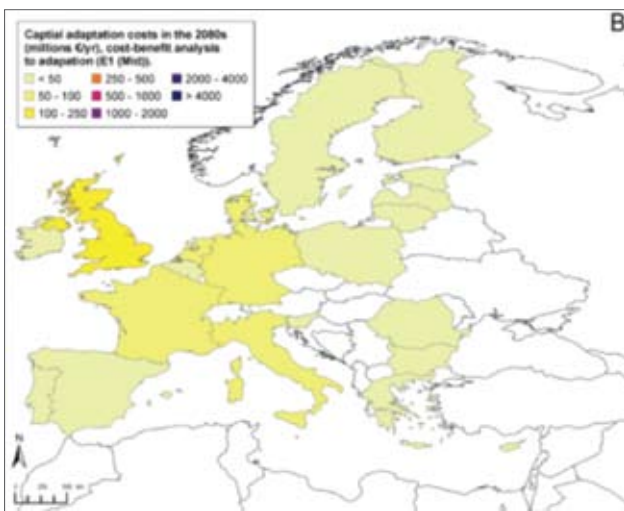 B
Captial adaptation costs in the 2080s
(millions €/yr), cost-benefit analysis
to adapation (E1 (Mid)).
< 50
250 - 500
2000 - 4000
50 - 100
500 - 1000
> 4000
100 - 250
1000 - 2000
N